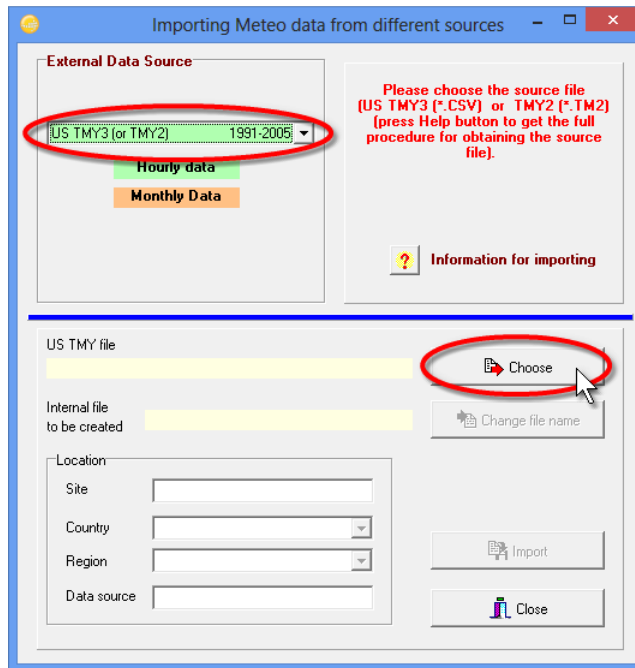 Importing Meteo data from different sources
External Data Source
US TMY3 (or TMY2) 1991-2005
Hourly data
Monthly Data
Please choose the source file
(US TMY3 (*.CSV) or TMY2 (*.TM2)
(press Help button to get the full
procedure for obtaining the source
file).
? Information for importing
US TMY file
Choose
Internal file
to be created
Change file name
Location
Site
Country
Region
Data source
Import
Close